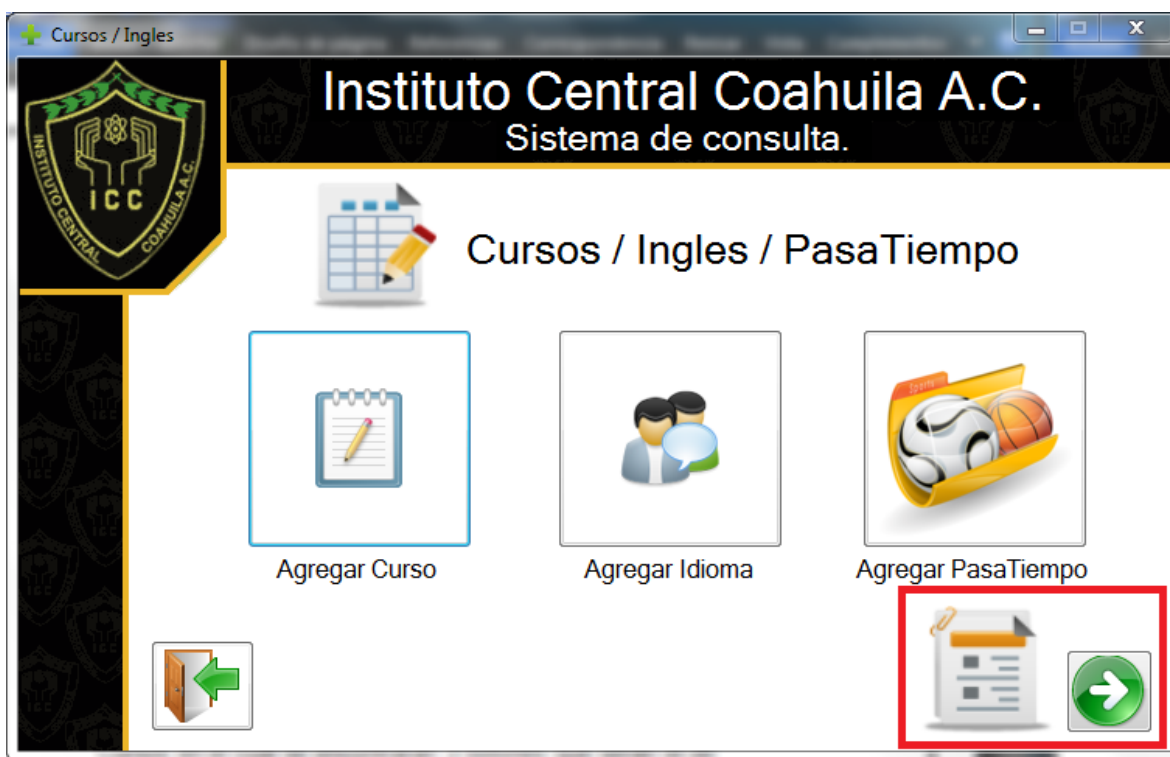 Cursos / Ingles
Instituto Central Coahuila A.C.
Sistema de consulta.
INSTITUTO CENTRAL COAHUILA A.C.
ICC
Cursos / Ingles / PasaTiempo
Sports
Agregar Curso
Agregar Idioma
Agregar PasaTiempo